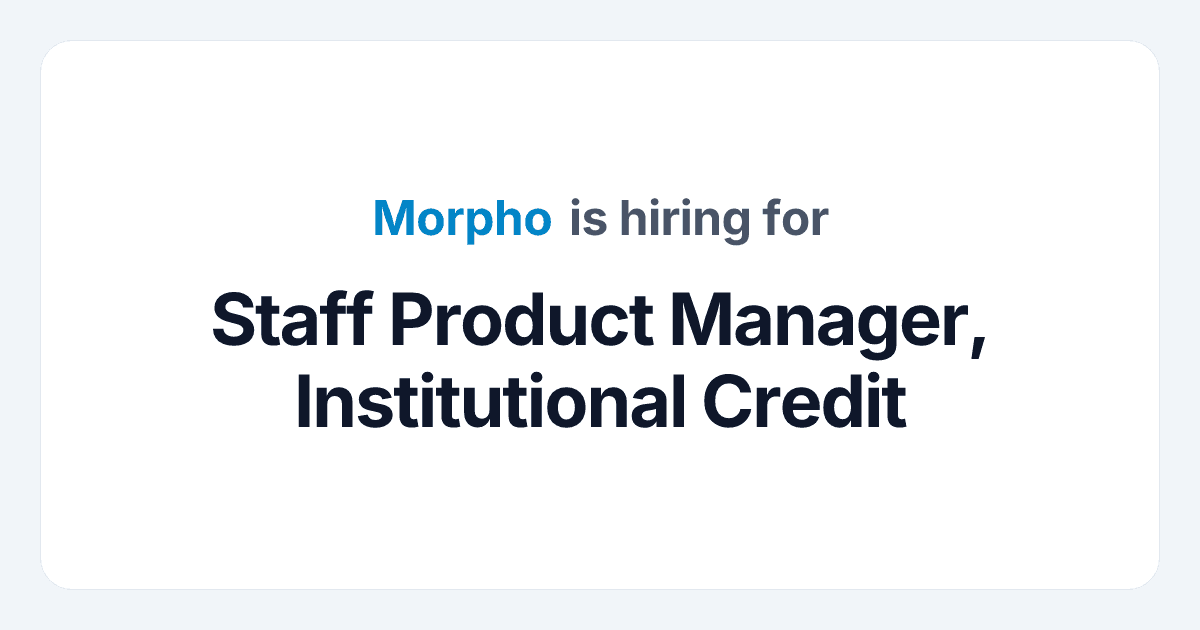 Morpho is hiring for
Staff Product Manager,
Institutional Credit